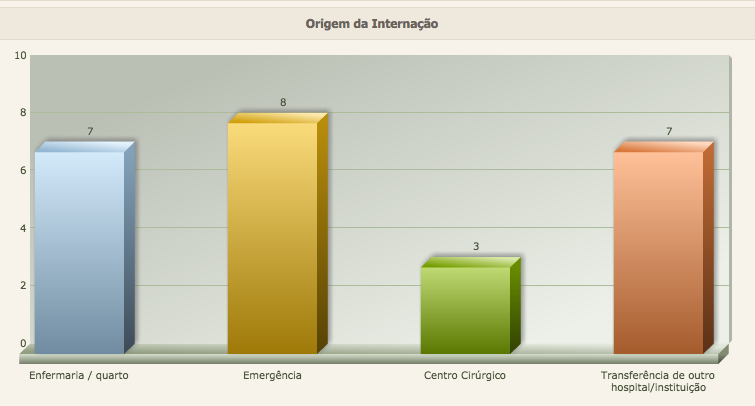 Origem da Internação
10
8
6
4
2
0
7
8
3
7
Enfermaria / quarto
Emergência
Centro Cirúrgico
Transferência de outro
hospital/instituição